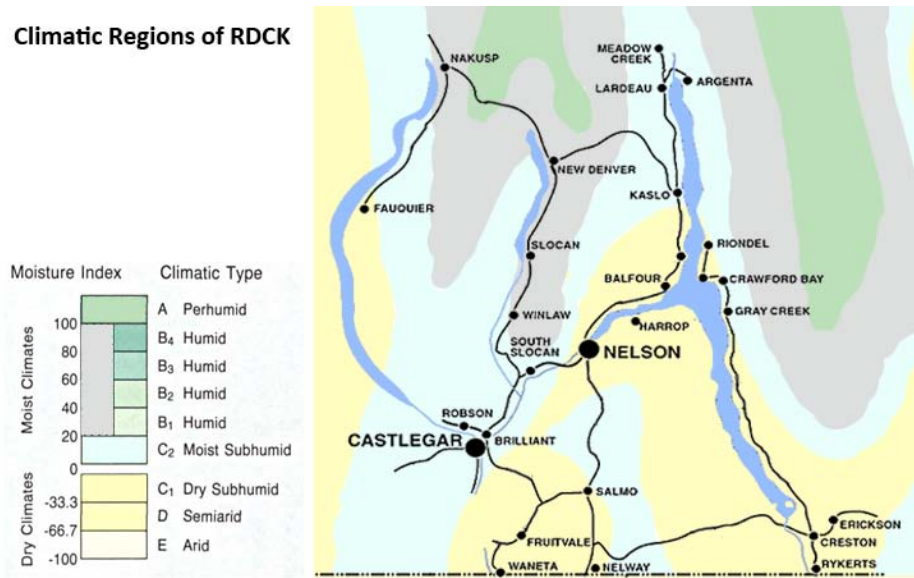 Climatic Regions of RDCK
Moisture Index
Climatic Type
Moist Climates
Dry Climates
100
80
60
40
20
0
-33.3
-66.7
-100
A Perhumid
B4 Humid
B3 Humid
B2 Humid
B1 Humid
C2 Moist Subhumid
C1 Dry Subhumid
D Semiarid
E Arid
NAKUSP
MEADOW
CREEK
ARGENTA
LARDEAU
NEW DENVER
KASLO
FAUQUIER
SLOCAN
RIONDEL
BALFOUR
CRAWFORD BAY
WINLAW
HARROP
GRAY CREEK
SOUTH
SLOCAN
NELSON
ROBSON
CASTLEGAR
BRILLIANT
SALMO
ERICKSON
FRUITVALE
CRESTON
WANETA
NELWAY
RYKERTS